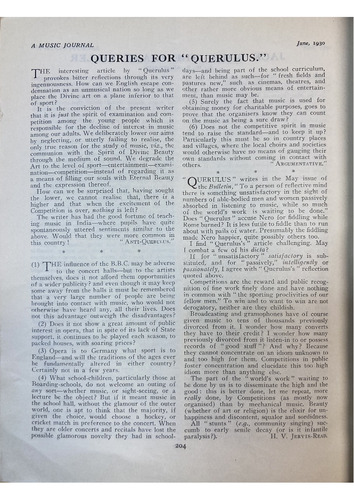 A MUSIC JOURNAL
June, 1930
QUERIES FOR "QUERULUS."
THE interesting article by "Querulus"
provokes bitter reflections through its very
ingenuousness. How can we English escape con-
demnation as an unmusical nation so long as we
place the Divine art on a plane inferior to that
of sport?
It is the conviction of the present writer
that it is just the spirit of examination and com-
petition among the young people which is
responsible for the decline of interest in music
among our adults. We deliberately lower our aims
by neglecting, or utterly failing to realise the
only true reason for the study of music, viz., the
communion with the Spirit of Divine Beauty
through the medium of sound. We degrade the
Art to the level of sport—entertainment—exami-
nation—competition—instead of regarding it as
a means of filling our souls with Eternal Beauty
and the expression thereof.
How can we be surprised that, having sought
the lower, we cannot realise that there is a
higher and that when the excitement of the
Competition is over, nothing is left?
The writer has had the good fortune of teach-
ing music in India—where pupils have quite
spontaneously uttered sentiments similar to the
above. Would that they were more common in
this country! ANTI-QUERULUS.
(1) THE influence of the B.B.C. may be adverse
to the concert halls—but to the artists
themselves, does it not afford them opportunities
of a wider publicity? and even though it may keep
some away from the halls it must be remembered
that a very large number of people are being
brought into contact with music, who would not
otherwise have heard any, all their lives. Does
not this advantage outweigh the disadvantages?
(2) Does it not show a great amount of public
interest in opera, that in spite of its lack of State
support, it continues to be played each season, to
packed houses, with soaring prices?
(3) Opera is to Germany what sport is to
England—and will the traditions of the ages ever
be fundamentally altered in either country?
Certainly not in a few years.
(4) What school-children, particularly those at
Boarding-schools, do not welcome an outing of
any sort—whether music, or sight-seeing, or a
lecture be the object? But if it meant music in
the school hall, without the glamour of the outer
world, one is apt to think that the majority, if
given the choice, would choose a hockey, or
cricket match in preference to the concert. When
they are older concerts and recitals have lost the
possible glamorous novelty they had in school-
days—and being part of the school curriculum,
are left behind as such—for "fresh fields and
pastures new," such as cinemas, theatres, and
other rather more obvious means of entertain-
ment, than music may be.
(5) Surely the fact that music is used for
obtaining money for charitable purposes, goes to
prove that the organisers know they can count
on the music as being a sure draw?
(6) Does not the competitive spirit in music
tend to raise the standard—and to keep it up?
Particularly must this be so in country places
and villages, where the local choirs and societies
would otherwise have no means of gauging their
own standards without coming in contact with
others. "ARGUMENTATIVE."
"QUERULUS" writes in the May issue of
the Bulletin, "To a person of reflective mind
there is something unsatisfactory in the sight of
numbers of able-bodied men and women passively
absorbed in listening to music, while so much
of the world's work is waiting to be done."
Does "Querulus" accuse Nero for fiddling while
Rome burned? It is less futile to fiddle than to run
about with pails of water. Presumably the fiddling
made Nero happier, quite possibly others too.
I find "Querulus's" article challenging. May
I combat a few of his dicta?
If for "unsatisfactory" satisfactory is sub-
stituted, and for "passively," intelligently or
passionately, I agree with "Querulus's" reflection
quoted above.
Competitions are the reward and public recog-
nition of the work finely done and have nothing
in common with "the sporting proclivities of our
fellow men." To win and to want to win are not
derogatory, neither are they ignoble.
Broadcasting and gramophones have of course
given music to tens of thousands previously
divorced from it. I wonder how many concerts
they have to their credit? I wonder how many
previously divorced from it listen-in to or possess
records of "good stuff"? And why? Because
they cannot concentrate on an idiom unknown to
and too high for them. Competitions in public
foster concentration and elucidate this too high
idiom more than anything else.
The part of the "world's work" waiting to
be done by us is to disseminate the high and the
good idiom, better done, let me repeat, more
really done, by Competitions (as mostly now
organised) than by mechanical music. Beauty
(whether of art or religion) is the elixir for un-
happiness and discontent, squalor and sordidness.
All "stunts" (e.g., community singing) suc-
cumb to early senile decay (or is it infantile
paralysis?). H. V. JERVIS-READ.
204